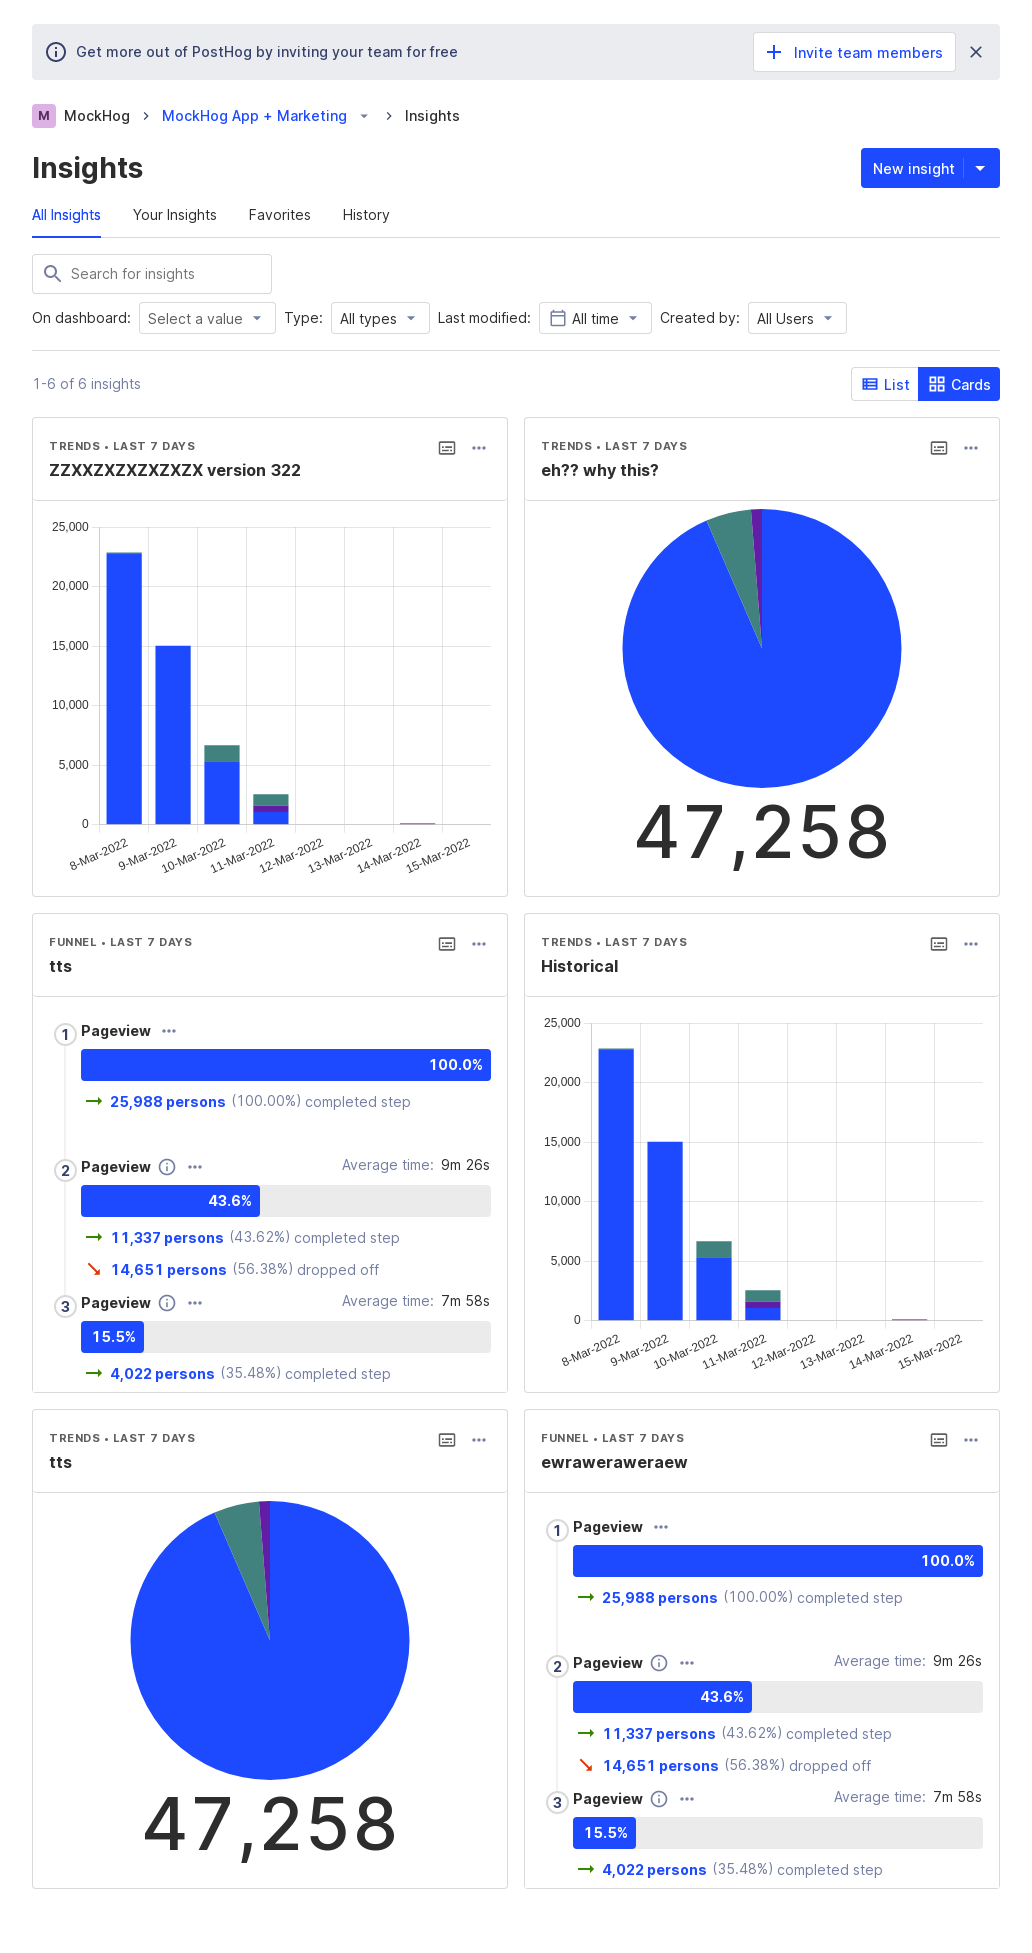 Get more out of PostHog by inviting your team for free
Invite team members
M MockHog MockHog App + Marketing Insights
Insights
New insight
All Insights Your Insights Favorites History
Search for insights
On dashboard: Select a value Type: All types Last modified: All time Created by: All Users
1-6 of 6 insights
List Cards
TRENDS • LAST 7 DAYS
ZZXXZXZXZXZXZX version 322
25,000
20,000
15,000
10,000
5,000
0
8-Mar-2022 9-Mar-2022 10-Mar-2022 11-Mar-2022 12-Mar-2022 13-Mar-2022 14-Mar-2022 15-Mar-2022
TRENDS • LAST 7 DAYS
eh?? why this?
47,258
FUNNEL • LAST 7 DAYS
tts
1 Pageview
100.0%
25,988 persons (100.00%) completed step
2 Pageview Average time: 9m 26s
43.6%
11,337 persons (43.62%) completed step
14,651 persons (56.38%) dropped off
3 Pageview Average time: 7m 58s
15.5%
4,022 persons (35.48%) completed step
TRENDS • LAST 7 DAYS
Historical
25,000
20,000
15,000
10,000
5,000
0
8-Mar-2022 9-Mar-2022 10-Mar-2022 11-Mar-2022 12-Mar-2022 13-Mar-2022 14-Mar-2022 15-Mar-2022
TRENDS • LAST 7 DAYS
tts
47,258
FUNNEL • LAST 7 DAYS
ewraweraweraew
1 Pageview
100.0%
25,988 persons (100.00%) completed step
2 Pageview Average time: 9m 26s
43.6%
11,337 persons (43.62%) completed step
14,651 persons (56.38%) dropped off
3 Pageview Average time: 7m 58s
15.5%
4,022 persons (35.48%) completed step